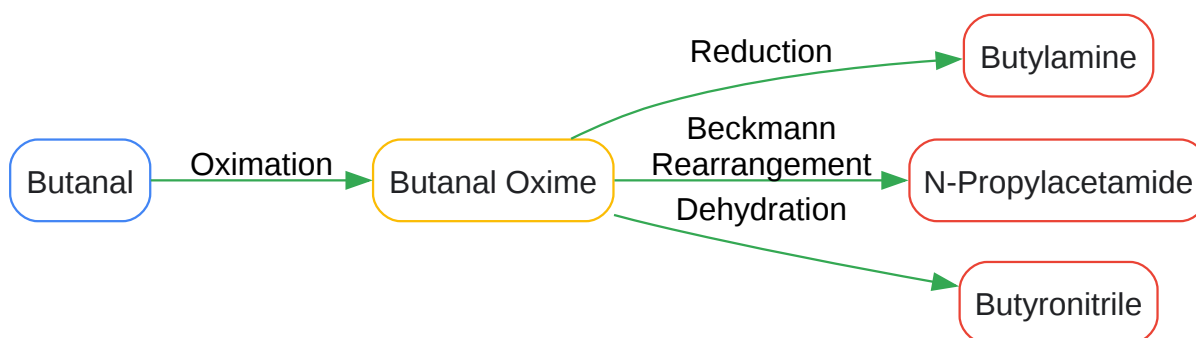 Butanal
Oximation
Butanal Oxime
Reduction
Butylamine
Beckmann
Rearrangement
N-Propylacetamide
Dehydration
Butyronitrile